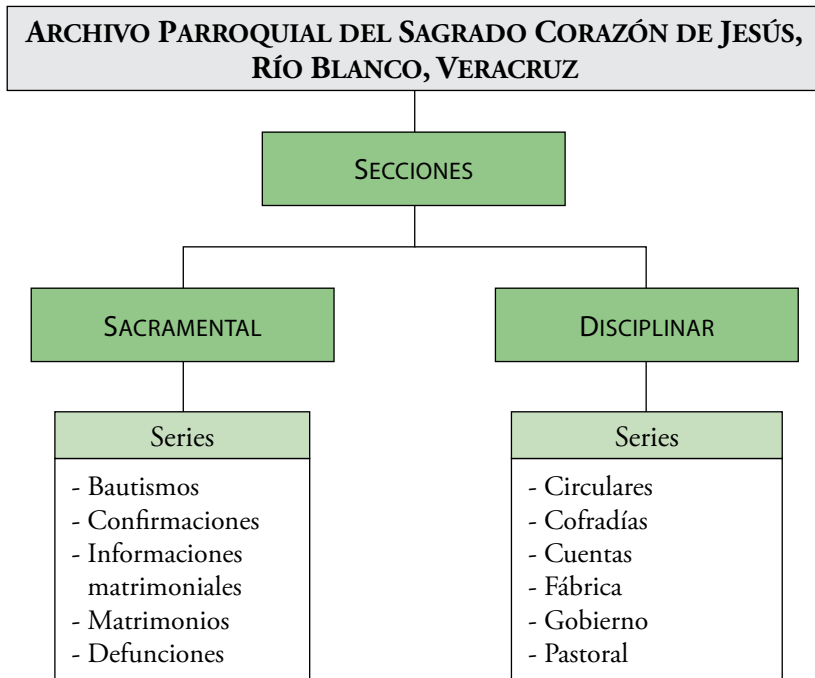 ARCHIVO PARROQUIAL DEL SAGRADO CORAZÓN DE JESÚS,
RÍO BLANCO, VERACRUZ
SECCIONES
SACRAMENTAL
DISCIPLINAR
Series
- Bautismos
- Confirmaciones
- Informaciones
matrimoniales
- Matrimonios
- Defunciones
Series
- Circulares
- Cofradías
- Cuentas
- Fábrica
- Gobierno
- Pastoral